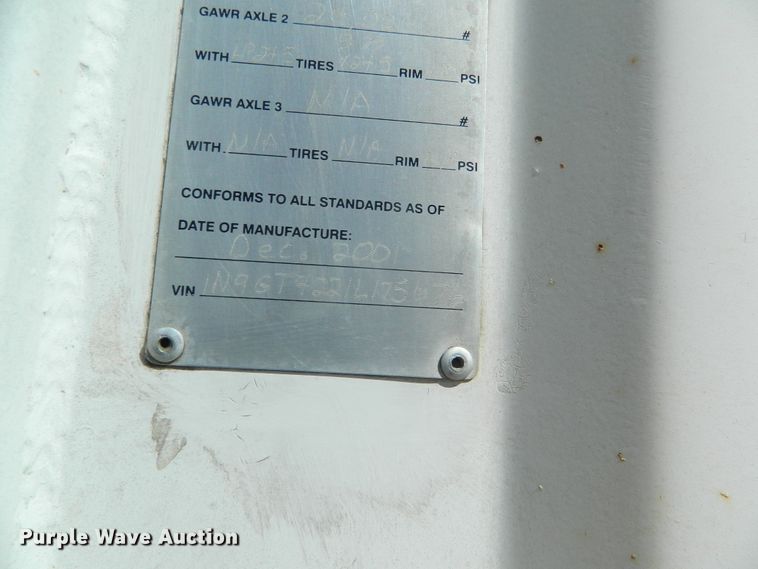 GAWR AXLE 2 #
WITH TIRES RIM PSI
GAWR AXLE 3 N/A #
WITH. N/A TIRES N/A RIM PSI
CONFORMS TO ALL STANDARDS AS OF
DATE OF MANUFACTURE:
Dec. 2001
VIN
Purple Wave Auction